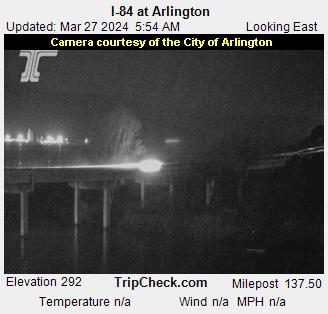 I-84 at Arlington
Updated: Mar 27 2024 5:54 AM Looking East
Camera courtesy of the City of Arlington
Elevation 292 TripCheck.com Milepost 137.50
Temperature n/a Wind n/a MPH n/a